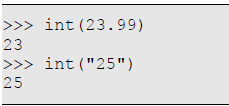 >>> int(23.99)
23
>>> int("25")
25